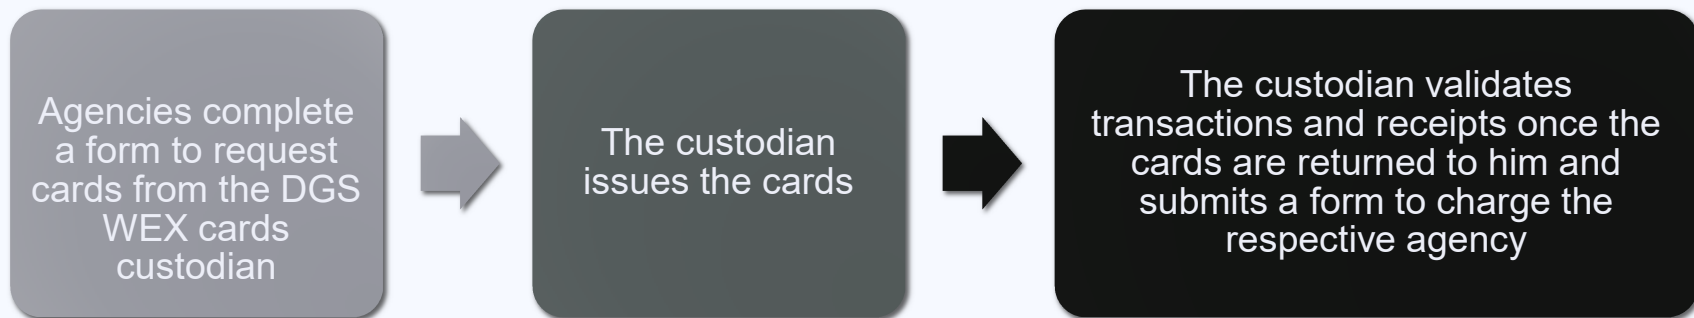 Agencies complete
a form to request
cards from the DGS
WEX cards
custodian
The custodian
issues the cards
The custodian validates
transactions and receipts once the
cards are returned to him and
submits a form to charge the
respective agency